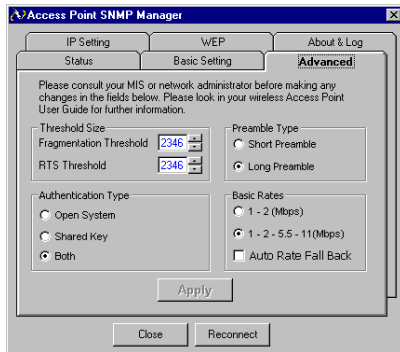 Access Point SNMP Manager
IP Setting
WEP
About & Log
Status
Basic Setting
Advanced
Please consult your MIS or network administrator before making any
changes in the fields below. Please look in your wireless Access Point
User Guide for further information.
Threshold Size
Fragmentation Threshold 2346
RTS Threshold 2346
Preamble Type
Short Preamble
Long Preamble
Authentication Type
Open System
Shared Key
Both
Basic Rates
1 - 2 (Mbps)
1 - 2 - 5.5 - 11(Mbps)
Auto Rate Fall Back
Apply
Close
Reconnect